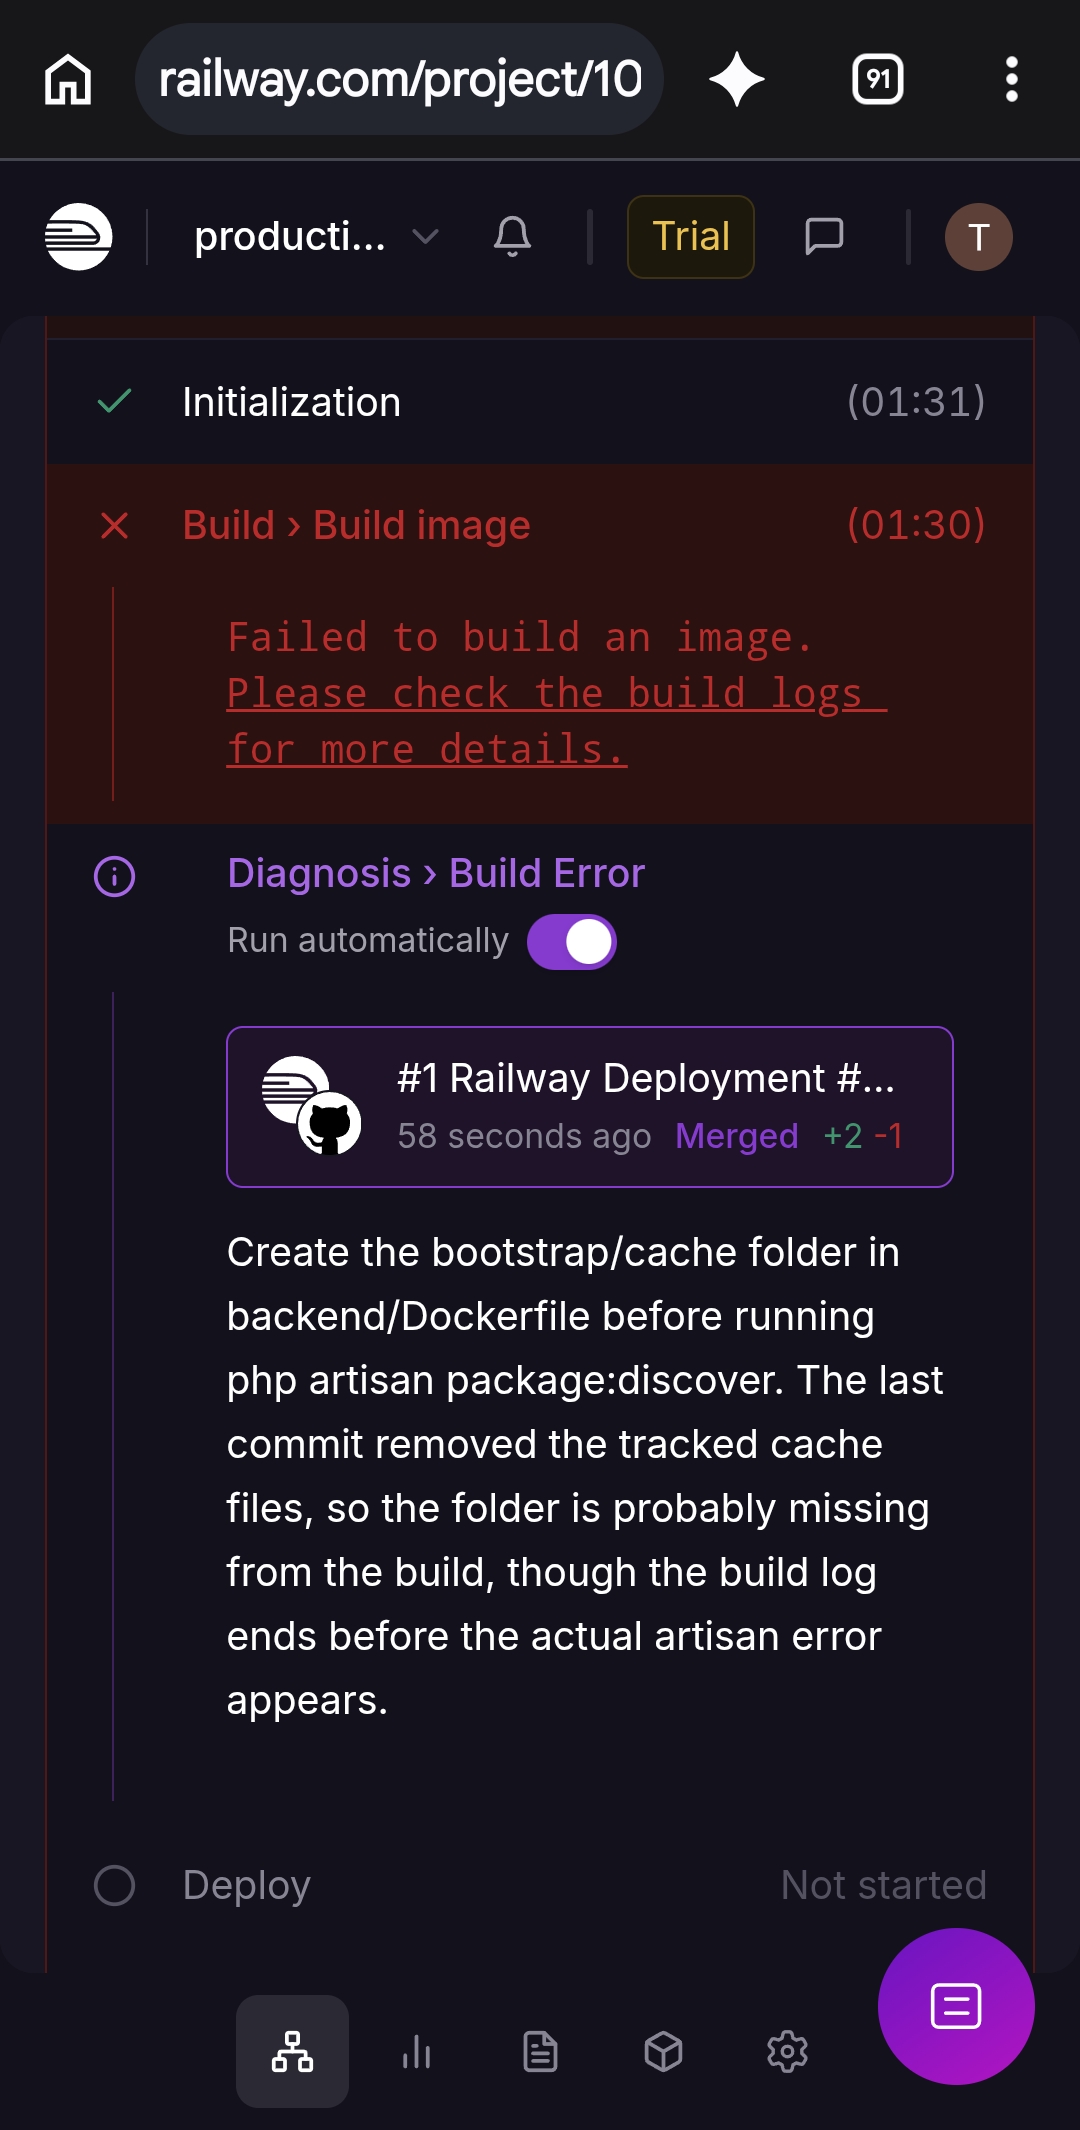 railway.com/project/10
91
producti...
Trial
T
Initialization (01:31)
Build › Build image (01:30)
Failed to build an image.
Please check the build logs
for more details.
Diagnosis › Build Error
Run automatically
#1 Railway Deployment #...
58 seconds ago Merged +2 -1
Create the bootstrap/cache folder in
backend/Dockerfile before running
php artisan package:discover. The last
commit removed the tracked cache
files, so the folder is probably missing
from the build, though the build log
ends before the actual artisan error
appears.
Deploy Not started